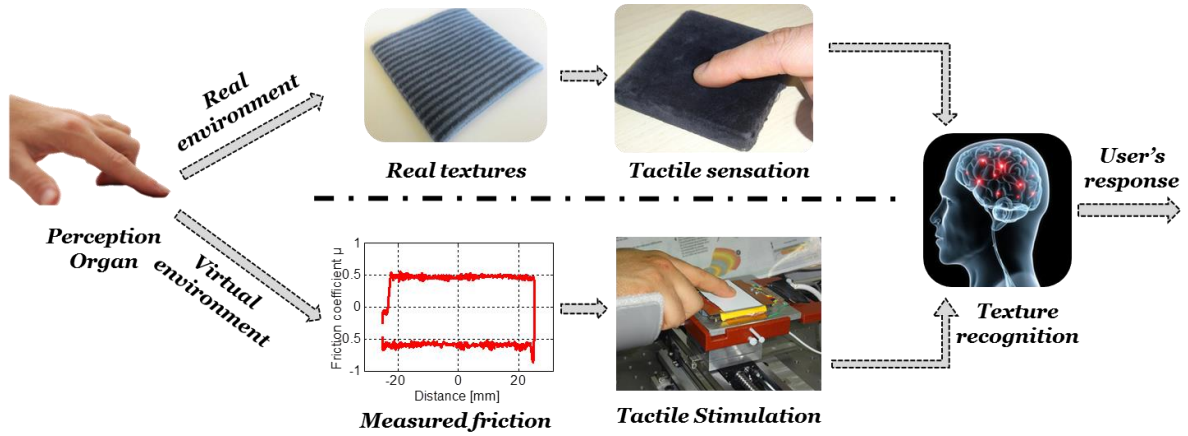 Real
environment
Real textures
Tactile sensation
User's
response
Perception
Organ
Virtual
environment
Friction coefficient μ
1
0.5
0
-0.5
-1
-20
0
20
Distance [mm]
Measured friction
Tactile Stimulation
Texture
recognition